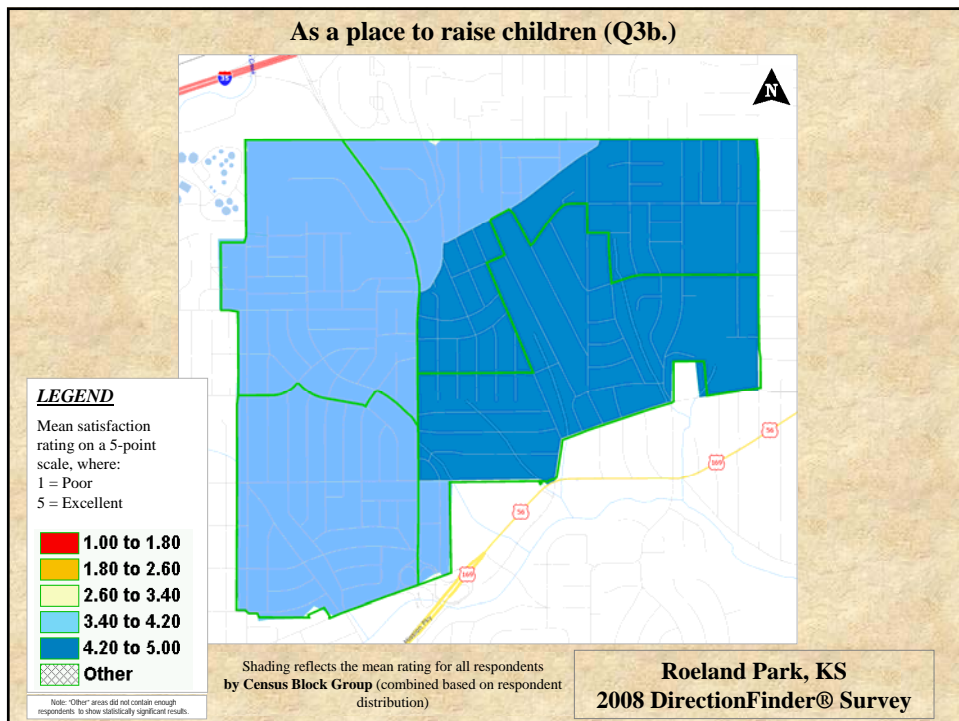 As a place to raise children (Q3b.)
35
Creek
N
LEGEND
Mean satisfaction
rating on a 5-point
scale, where:
1 = Poor
5 = Excellent
1.00 to 1.80
1.80 to 2.60
2.60 to 3.40
3.40 to 4.20
4.20 to 5.00
Other
Note: "Other" areas did not contain enough
respondents to show statistically significant results.
56
169
56
169
Shading reflects the mean rating for all respondents
by Census Block Group (combined based on respondent
distribution)
Roeland Park, KS
2008 DirectionFinder® Survey